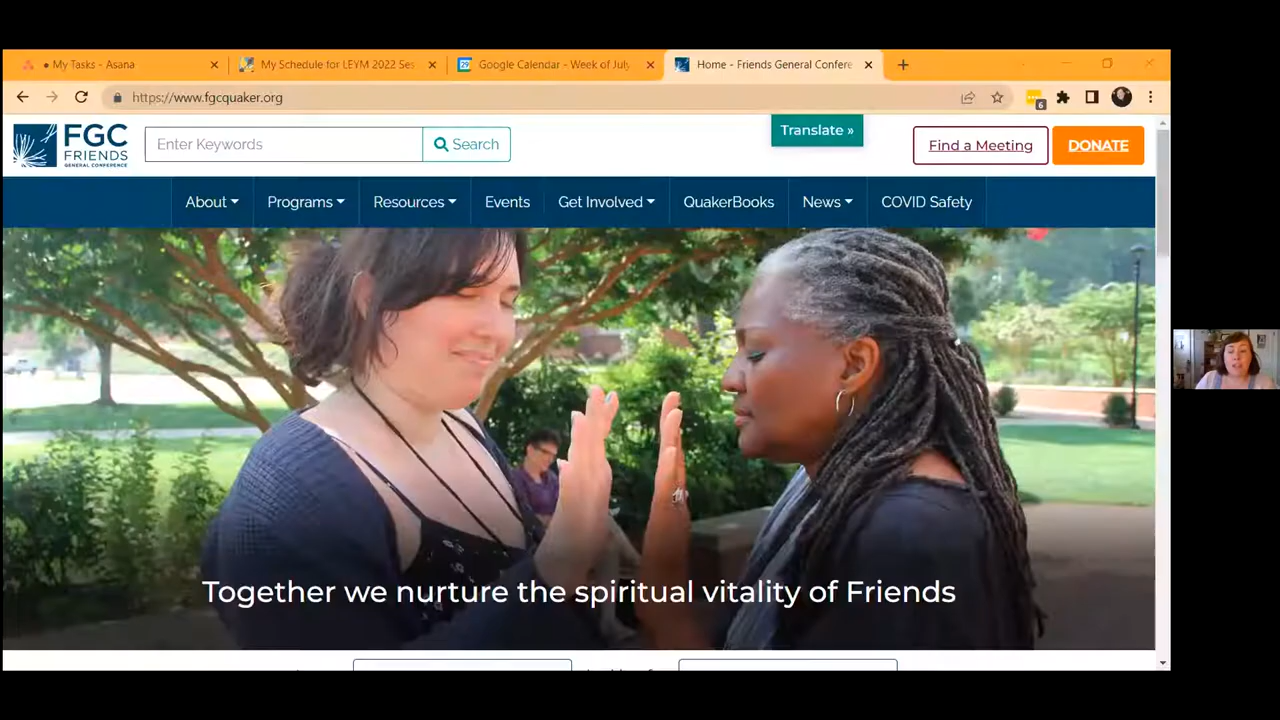 My Tasks - Asana
My Schedule for LEYM 2022 Ses
Google Calendar - Week of July
Home - Friends General Confere
https://www.fgcquaker.org
6
FGC
FRIENDS
GENERAL CONFERENCE
Enter Keywords
Search
Translate »
Find a Meeting
DONATE
About
Programs
Resources
Events
Get Involved
QuakerBooks
News
COVID Safety
Together we nurture the spiritual vitality of Friends